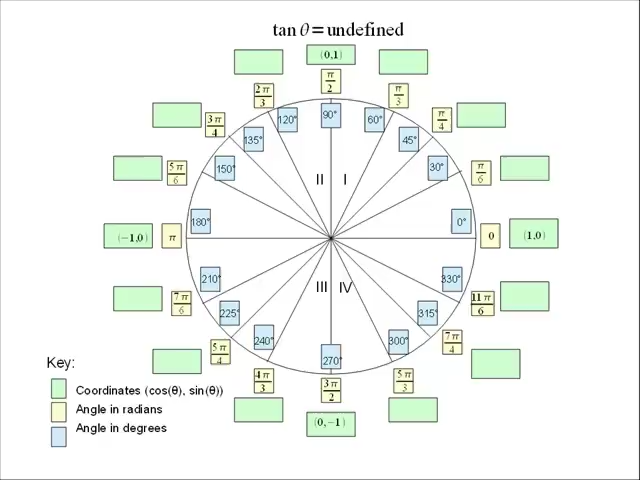 tan θ = undefined
(0,1)
π/2
2π/3
π/3
3π/4
π/4
120°
90°
60°
135°
45°
5π/6
150°
30°
π/6
II
I
180°
0°
(−1,0)
π
0
(1,0)
210°
330°
III
IV
7π/6
11π/6
225°
315°
5π/4
240°
300°
7π/4
270°
4π/3
3π/2
5π/3
(0,−1)
Key:
Coordinates (cos(θ), sin(θ))
Angle in radians
Angle in degrees